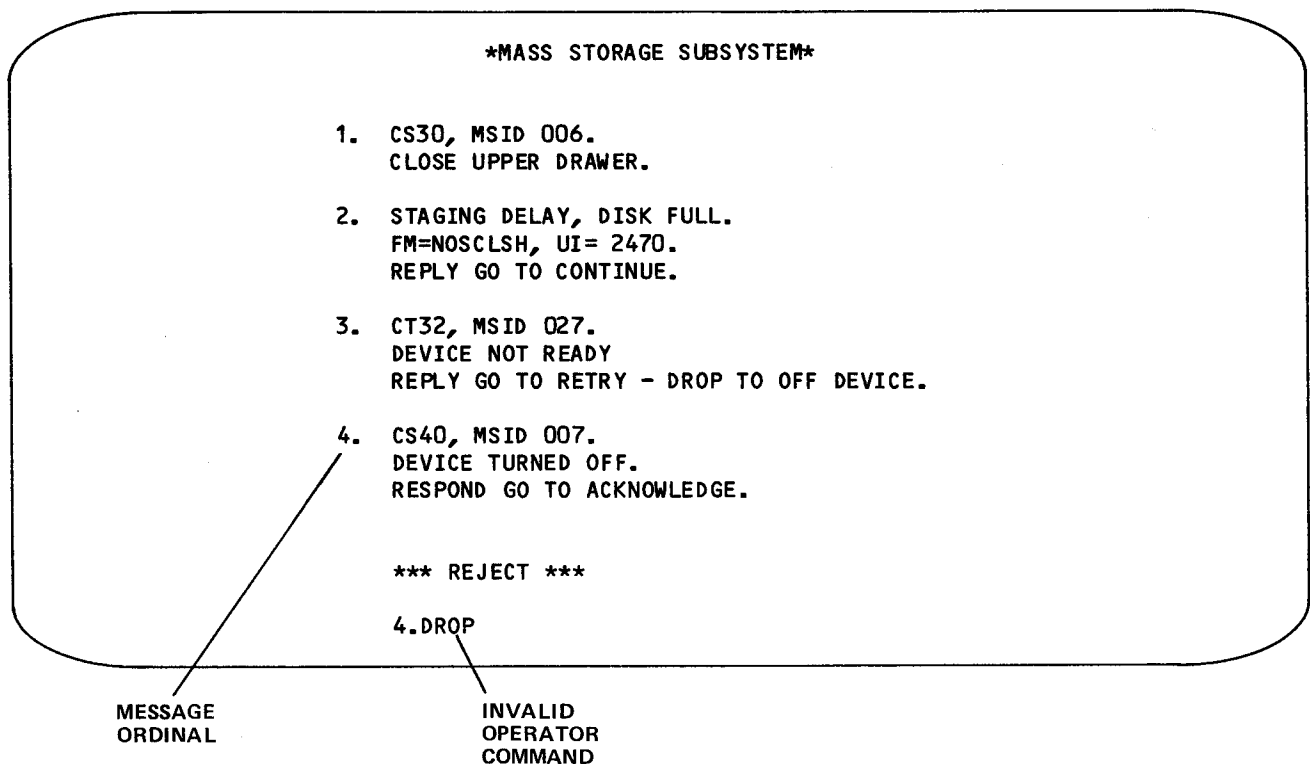 *MASS STORAGE SUBSYSTEM*
1. CS30, MSID 006.
CLOSE UPPER DRAWER.
2. STAGING DELAY, DISK FULL.
FM=NOSCLSH, UI= 2470.
REPLY GO TO CONTINUE.
3. CT32, MSID 027.
DEVICE NOT READY
REPLY GO TO RETRY - DROP TO OFF DEVICE.
4. CS40, MSID 007.
DEVICE TURNED OFF.
RESPOND GO TO ACKNOWLEDGE.
*** REJECT ***
4.DROP
MESSAGE
ORDINAL
INVALID
OPERATOR
COMMAND